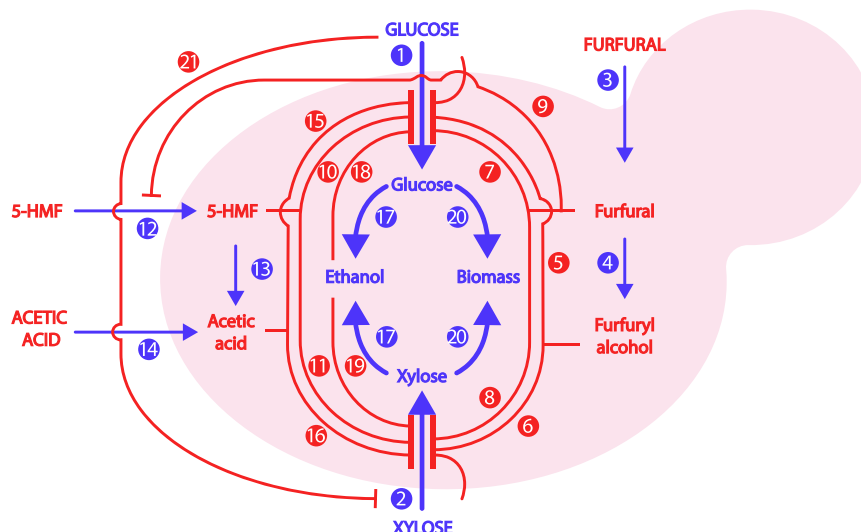 GLUCOSE
FURFURAL
21
1
3
9
15
10
18
7
Glucose
5-HMF
5-HMF
Furfural
12
17
20
13
5
4
Ethanol
Biomass
ACETIC
ACID
Acetic
acid
Furfuryl
alcohol
14
17
20
11
19
Xylose
8
6
16
2
XYLOSE